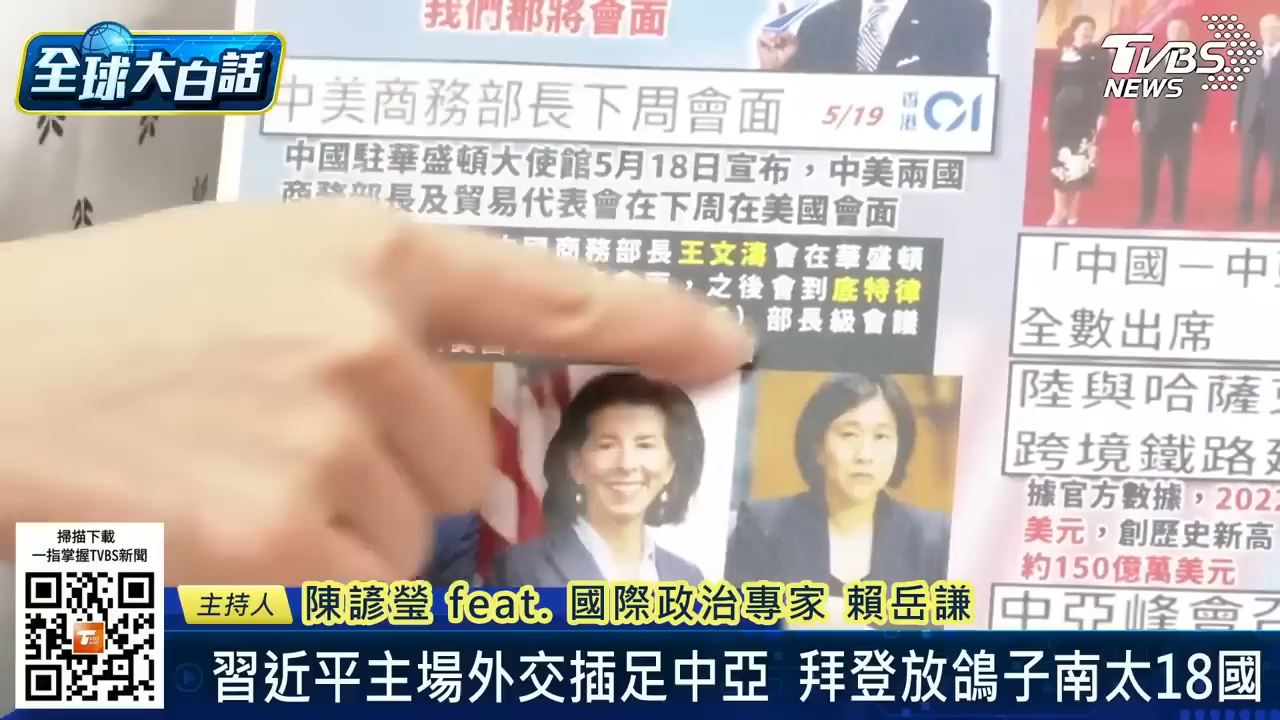 我們都將會面
全球大白話
TVBS
NEWS
中美商務部長下周會面 5/19 香港01
中國駐華盛頓大使館5月18日宣布，中美兩國
商務部長及貿易代表會在下周在美國會面
商務部長王文濤會在華盛頓
，之後會到底特律
）部長級會議
「中國－中
全數出席
陸與哈薩
跨境鐵路
據官方數據，202
美元，創歷史新高
約150億萬美元
中亞峰會
掃描下載
一指掌握TVBS新聞
主持人 陳諺瑩 feat. 國際政治專家 賴岳謙
習近平主場外交插足中亞 拜登放鴿子南太18國